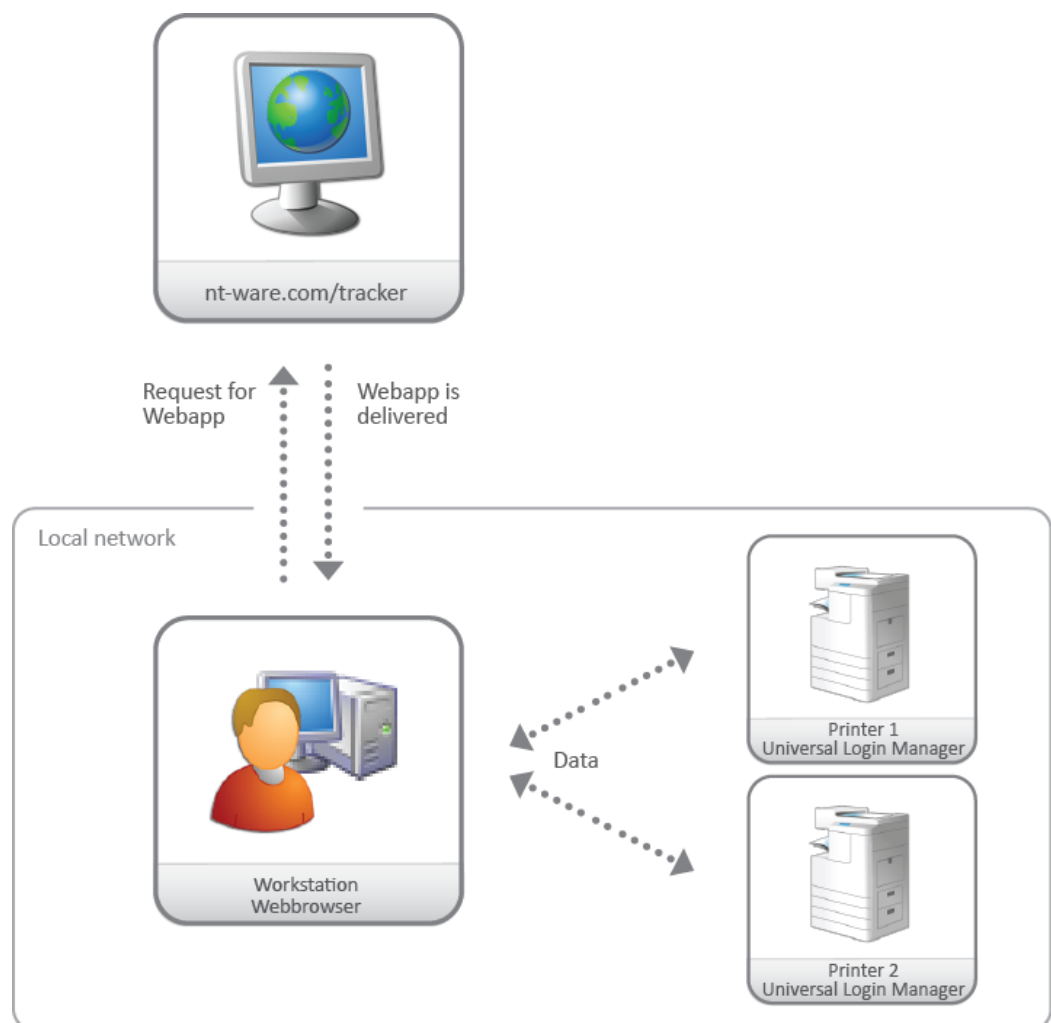 nt-ware.com/tracker
Request for
Webapp
Webapp is
delivered
Local network
Printer 1
Universal Login Manager
Data
Workstation
Webbrowser
Printer 2
Universal Login Manager